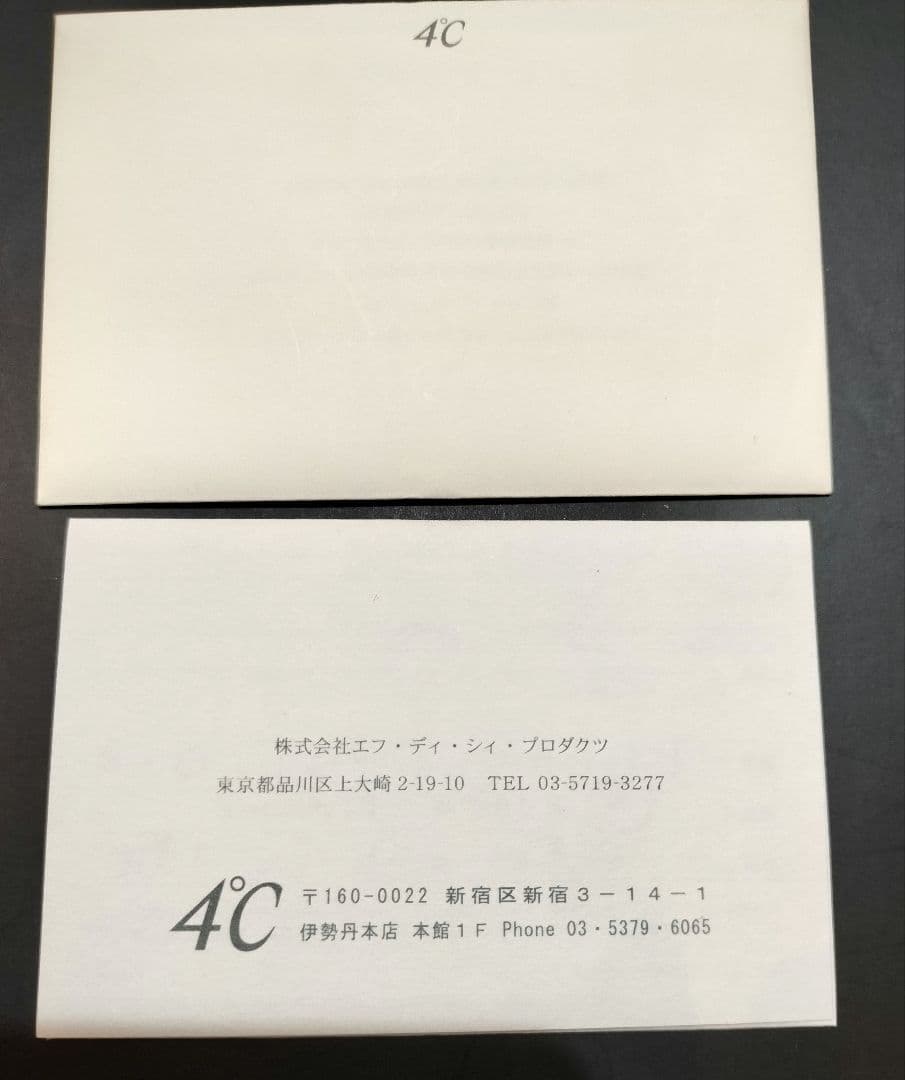 4℃
株式会社エフ・ディ・シィ・プロダクツ
東京都品川区上大崎 2-19-10 TEL 03-5719-3277
4℃ 〒160-0022 新宿区新宿３－１４－１
伊勢丹本店 本館１Ｆ Phone 03・5379・6065